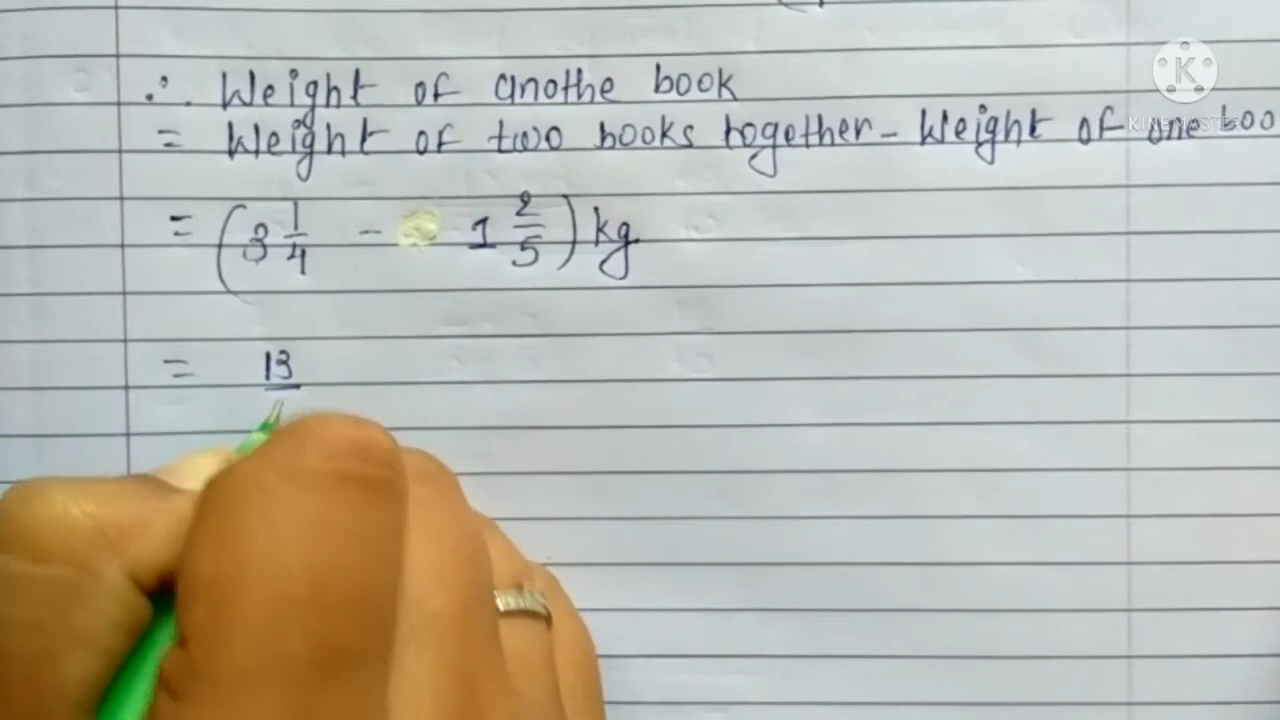 ∴ Weight of anothe book
= Weight of two books together - Weight of one boo
= (3 1/4 - 1 2/5) kg
= 13
K
KINEMASTER